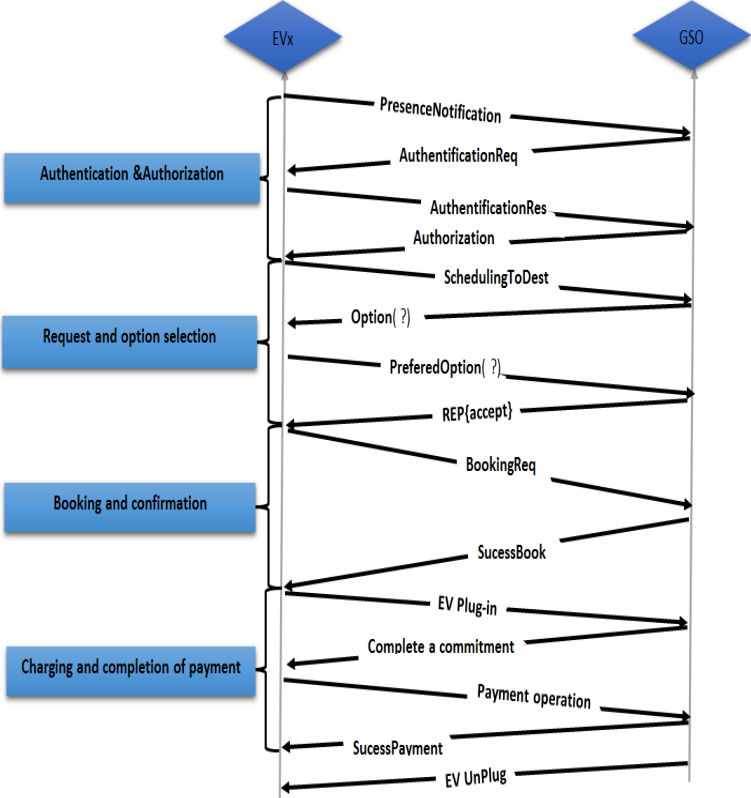 EVx
GSO
PresenceNotification
AuthentificationReq
Authentication &Authorization
AuthentificationRes
Authorization
SchedulingToDest
Option( ?)
Request and option selection
PreferedOption( ?)
REP{accept}
BookingReq
Booking and confirmation
SucessBook
EV Plug-in
Complete a commitment
Charging and completion of payment
Payment operation
SucessPayment
EV UnPlug